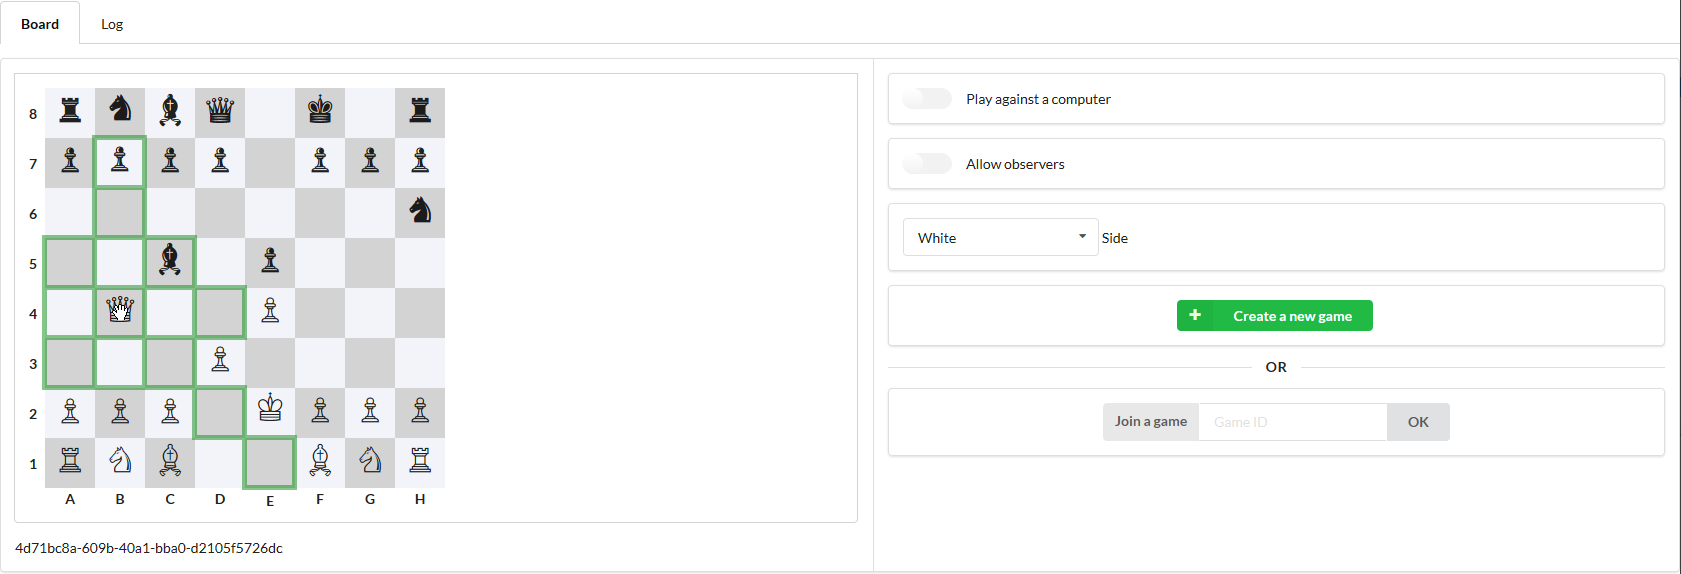 Board Log
8
7
6
5
4
3
2
1
A B C D E F G H
4d71bc8a-609b-40a1-bba0-d2105f5726dc
Play against a computer
Allow observers
White Side
+ Create a new game
OR
Join a game Game ID OK